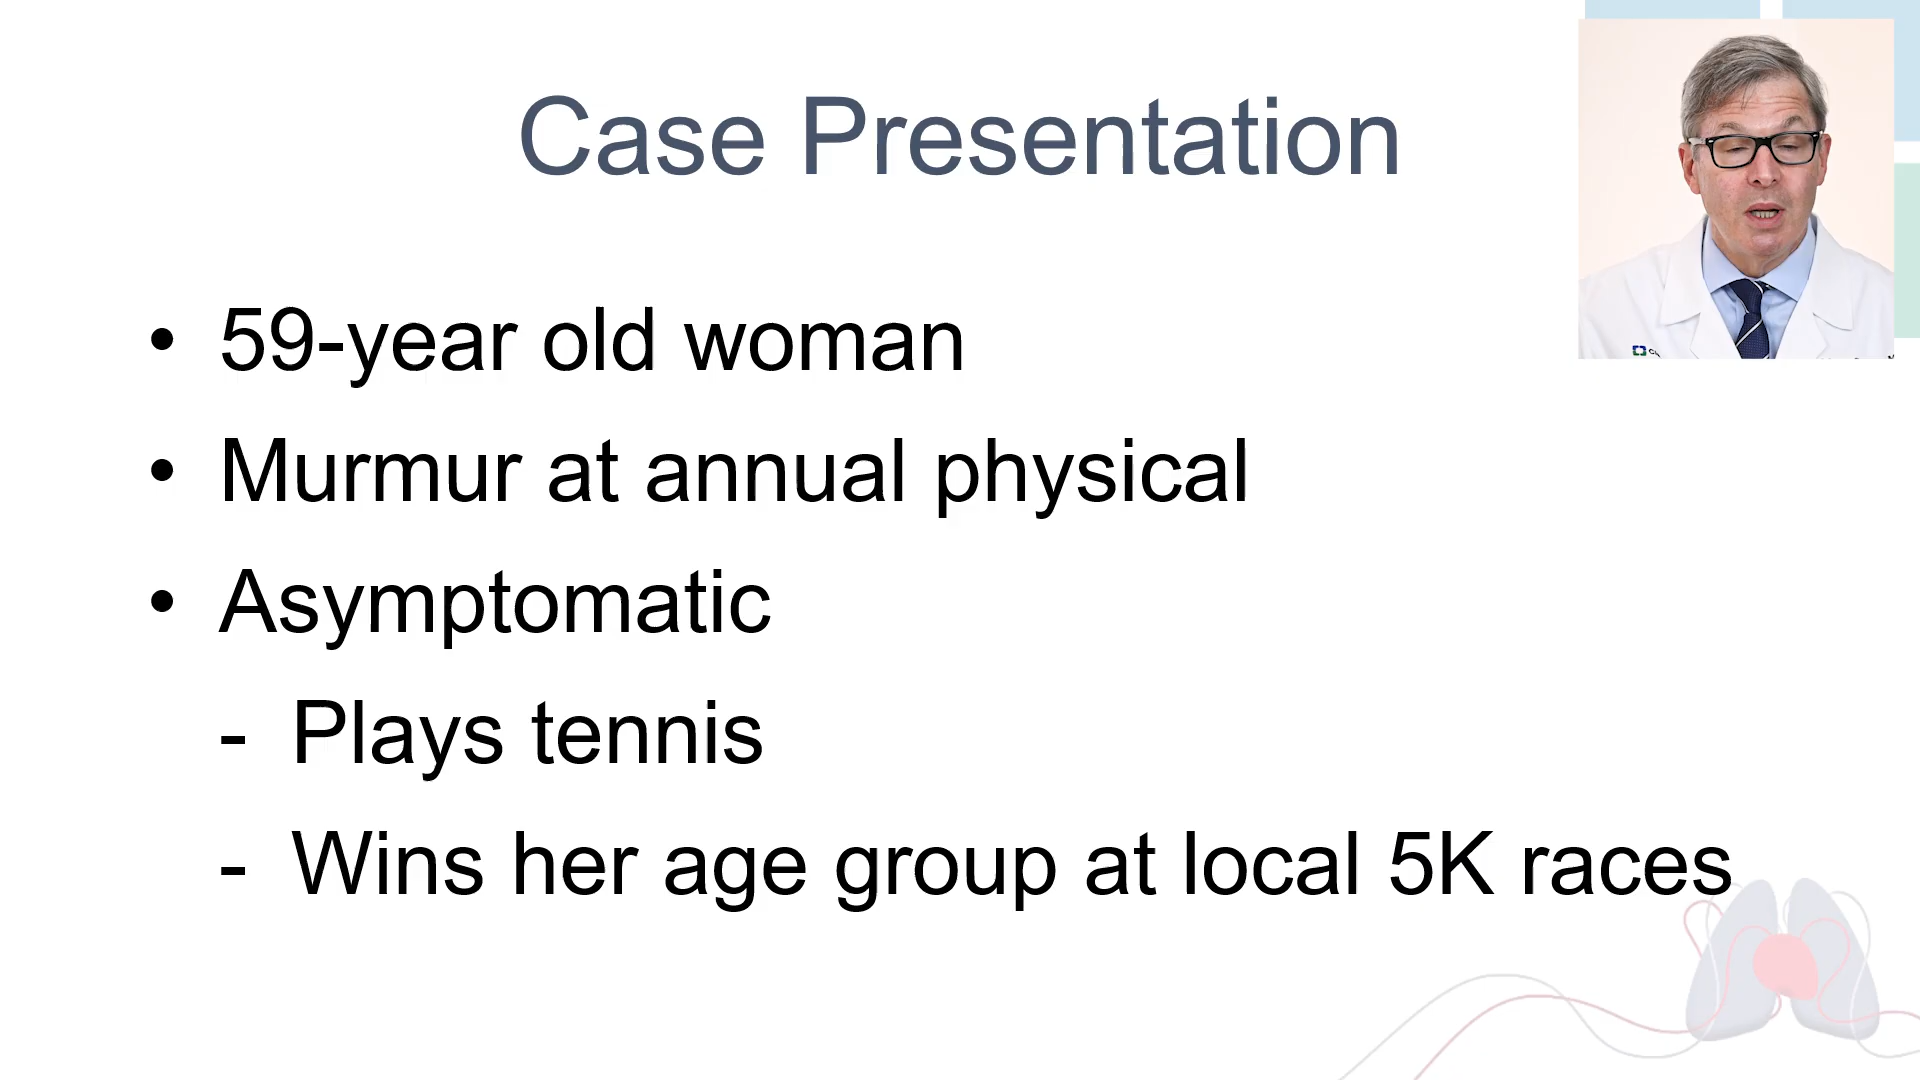 Case Presentation
• 59-year old woman
• Murmur at annual physical
• Asymptomatic
- Plays tennis
- Wins her age group at local 5K races